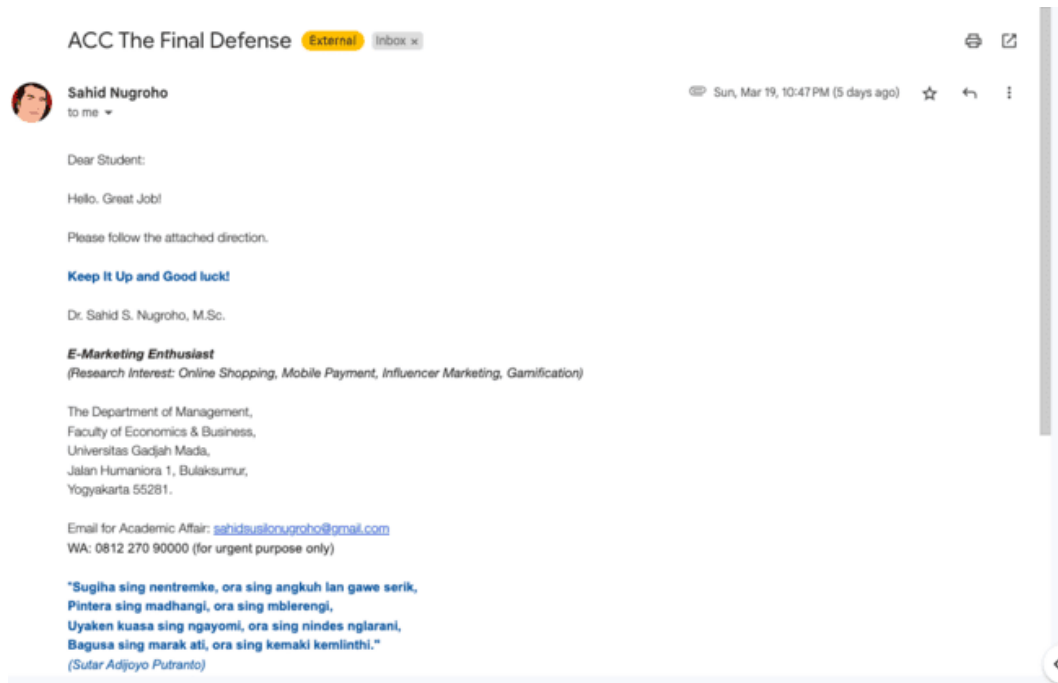 ACC The Final Defense External Inbox ×
Sahid Nugroho Sun, Mar 19, 10:47 PM (5 days ago)
to me
Dear Student:
Hello. Great Job!
Please follow the attached direction.
Keep It Up and Good luck!
Dr. Sahid S. Nugroho, M.Sc.
E-Marketing Enthusiast
(Research Interest: Online Shopping, Mobile Payment, Influencer Marketing, Gamification)
The Department of Management,
Faculty of Economics & Business,
Universitas Gadjah Mada,
Jalan Humaniora 1, Bulaksumur,
Yogyakarta 55281.
Email for Academic Affair: sahidsusilonugroho@gmail.com
WA: 0812 270 90000 (for urgent purpose only)
"Sugiha sing nentremke, ora sing angkuh lan gawe serik,
Pintera sing madhangi, ora sing mblerengi,
Uyaken kuasa sing ngayomi, ora sing nindes nglarani,
Bagusa sing marak ati, ora sing kemaki kemlinthi."
(Sutar Adijoyo Putranto)